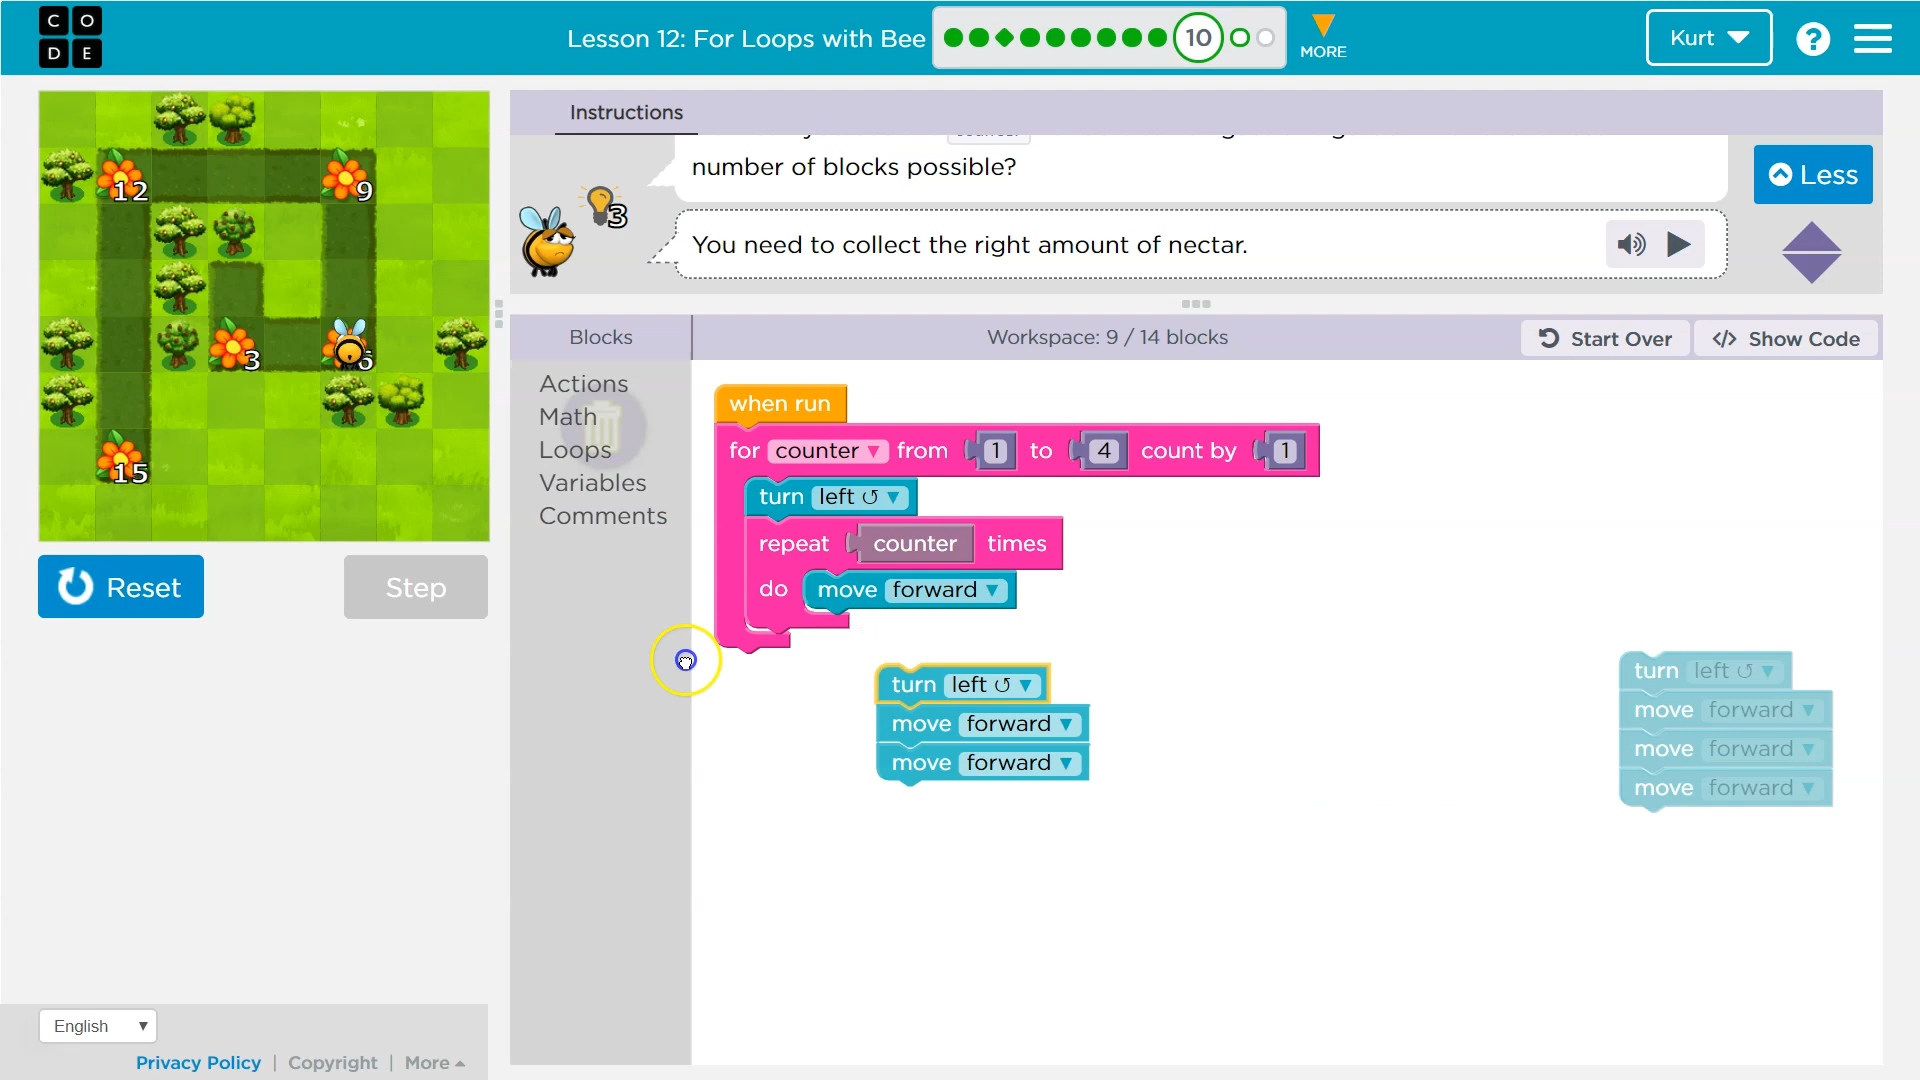 C O
D E
Lesson 12: For Loops with Bee
10
MORE
Kurt
?
Instructions
number of blocks possible?
Less
3
You need to collect the right amount of nectar.
12
9
3
6
15
Blocks
Workspace: 9 / 14 blocks
Start Over
</> Show Code
Actions
Math
Loops
Variables
Comments
when run
for counter from 1 to 4 count by 1
turn left
repeat counter times
do move forward
turn left
move forward
move forward
turn left
move forward
move forward
move forward
Reset
Step
English
Privacy Policy | Copyright | More